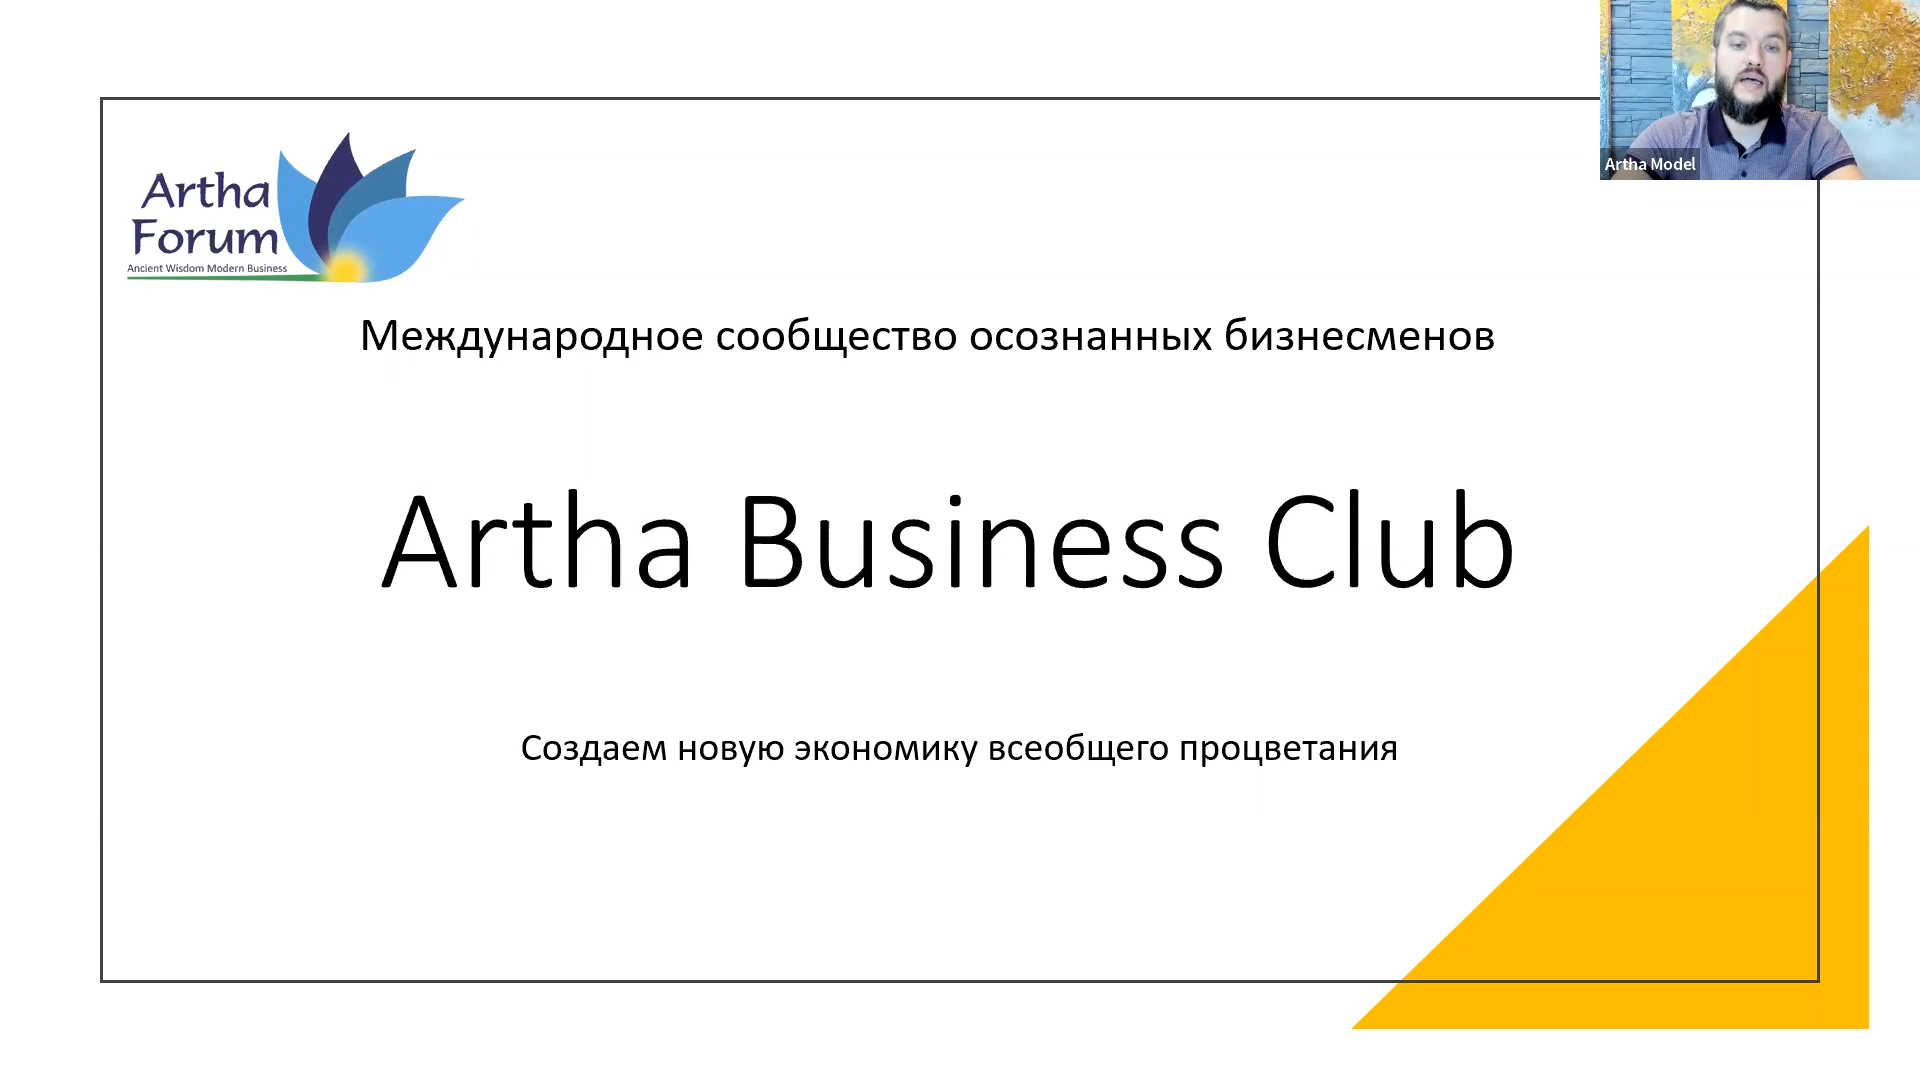 Artha Model
Artha
Forum
Ancient Wisdom Modern Business
Международное сообщество осознанных бизнесменов
Artha Business Club
Создаем новую экономику всеобщего процветания